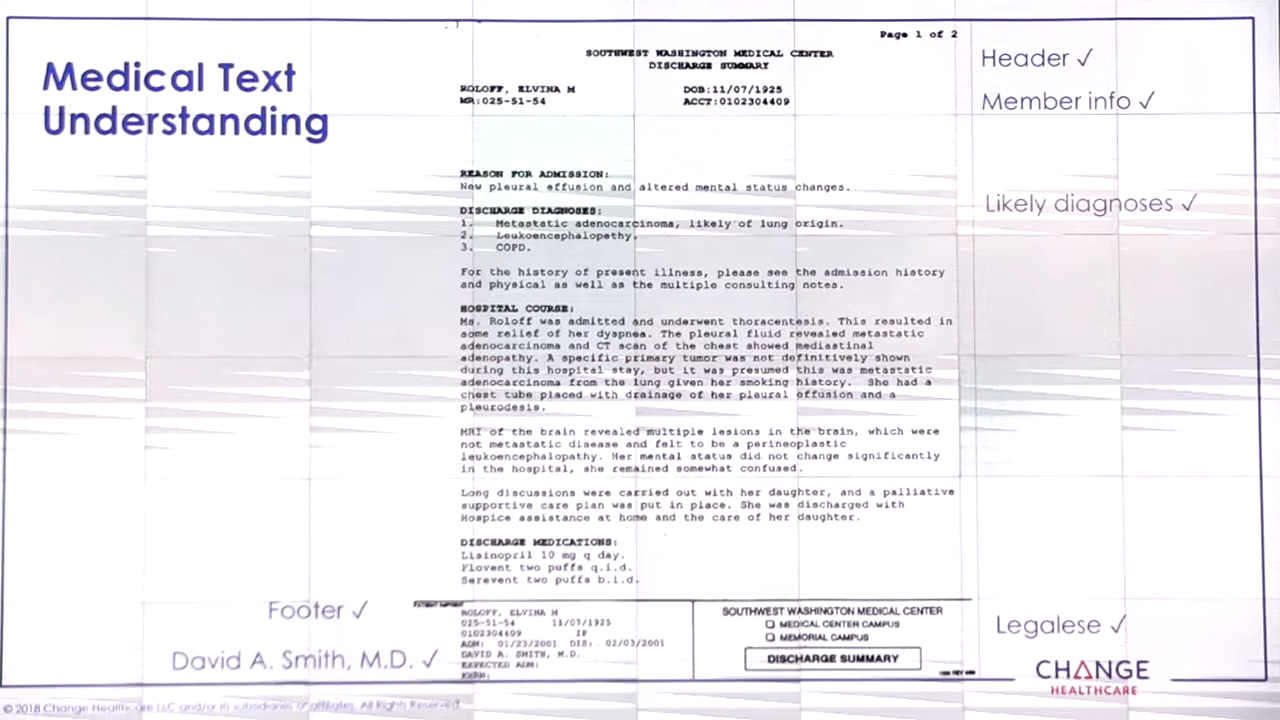 Medical Text
Understanding
Page 1 of 2
SOUTHWEST WASHINGTON MEDICAL CENTER
DISCHARGE SUMMARY
ROLOFF, ELVINA M DOB:11/07/1925
MR:025-51-54 ACCT:0102304409
Header ✓
Member info ✓
REASON FOR ADMISSION:
New pleural effusion and altered mental status changes.
Likely diagnoses ✓
DISCHARGE DIAGNOSES:
1. Metastatic adenocarcinoma, likely of lung origin.
2. Leukoencephalopathy.
3. COPD.
For the history of present illness, please see the admission history
and physical as well as the multiple consulting notes.
HOSPITAL COURSE:
Ms. Roloff was admitted and underwent thoracentesis. This resulted in
some relief of her dyspnea. The pleural fluid revealed metastatic
adenocarcinoma and CT scan of the chest showed mediastinal
adenopathy. A specific primary tumor was not definitively shown
during this hospital stay, but it was presumed this was metastatic
adenocarcinoma from the lung given her smoking history. She had a
chest tube placed with drainage of her pleural effusion and a
pleurodesis.
MRI of the brain revealed multiple lesions in the brain, which were
not metastatic disease and felt to be a perineoplastic
leukoencephalopathy. Her mental status did not change significantly
in the hospital, she remained somewhat confused.
Long discussions were carried out with her daughter, and a palliative
supportive care plan was put in place. She was discharged with
Hospice assistance at home and the care of her daughter.
DISCHARGE MEDICATIONS:
Lisinopril 10 mg q day.
Flovent two puffs q.i.d.
Serevent two puffs b.i.d.
Footer ✓
David A. Smith, M.D. ✓
ROLOFF, ELVINA M
025-51-54 11/07/1925
0102304409 IP
ADM: 01/23/2001 DIS: 02/03/2001
DAVID A. SMITH, M.D.
EXPECTED ADM:
SOUTHWEST WASHINGTON MEDICAL CENTER
MEDICAL CENTER CAMPUS
MEMORIAL CAMPUS
DISCHARGE SUMMARY
Legalese ✓
CHANGE
HEALTHCARE
© 2018 Change Healthcare LLC and/or its subsidiaries or affiliates. All Rights Reserved